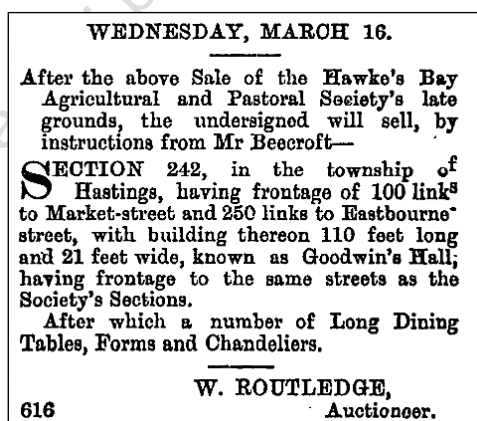 WEDNESDAY, MARCH 16.
After the above Sale of the Hawke's Bay
Agricultural and Pastoral Society's late
grounds, the undersigned will sell, by
instructions from Mr Beecroft—
SECTION 242, in the township of
Hastings, having frontage of 100 links
to Market-street and 250 links to Eastbourne-
street, with building thereon 110 feet long
and 21 feet wide, known as Goodwin's Hall;
having frontage to the same streets as the
Society's Sections.
After which a number of Long Dining
Tables, Forms and Chandeliers.
W. ROUTLEDGE,
616 Auctioneer.